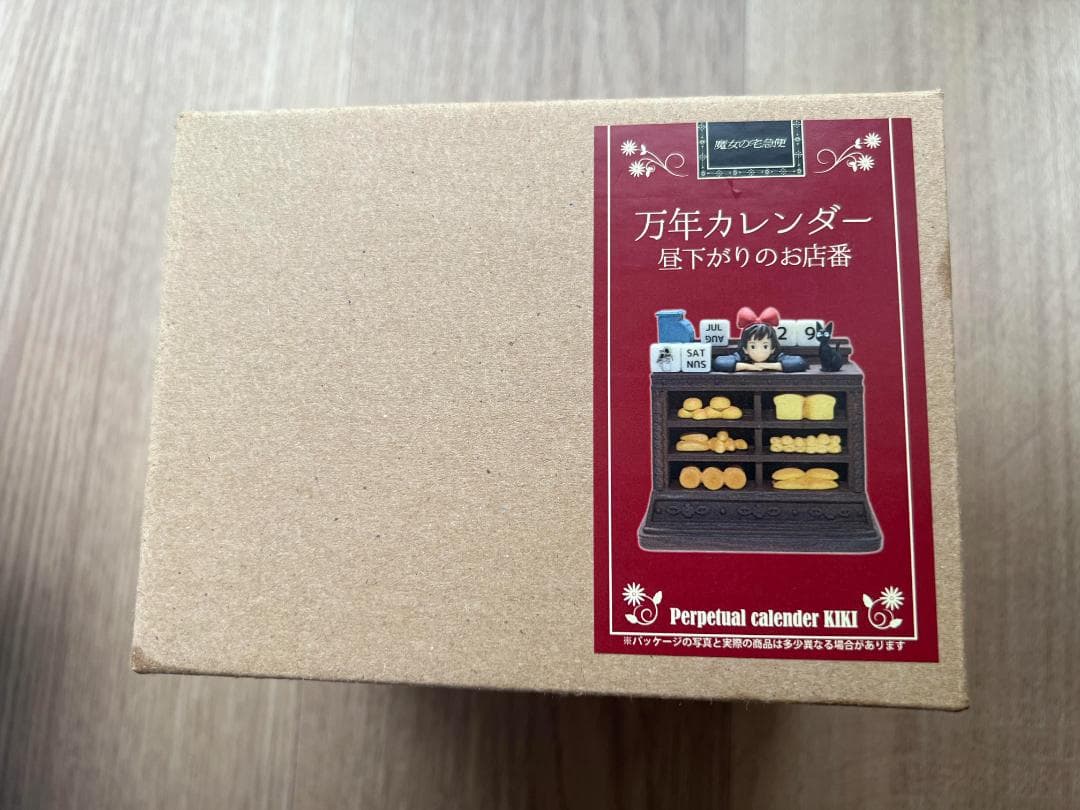 魔女の宅急便
万年カレンダー
昼下がりのお店番
JUL
AUG
2 9
SAT
SUN
Perpetual calender KIKI
※パッケージの写真と実際の商品は多少異なる場合があります